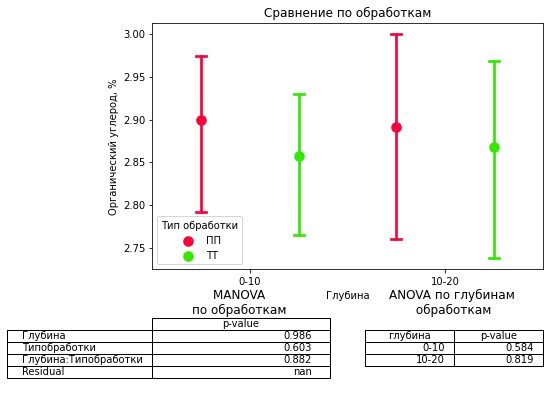 Сравнение по обработкам
3.00
2.95
2.90
2.85
2.80
2.75
Органический углерод, %
Тип обработки
ПП
ТТ
0-10
10-20
Глубина
MANOVA
по обработкам
p-value
Глубина 0.986
Типобработки 0.603
Глубина:Типобработки 0.882
Residual nan
ANOVA по глубинам
обработкам
глубина p-value
0-10 0.584
10-20 0.819